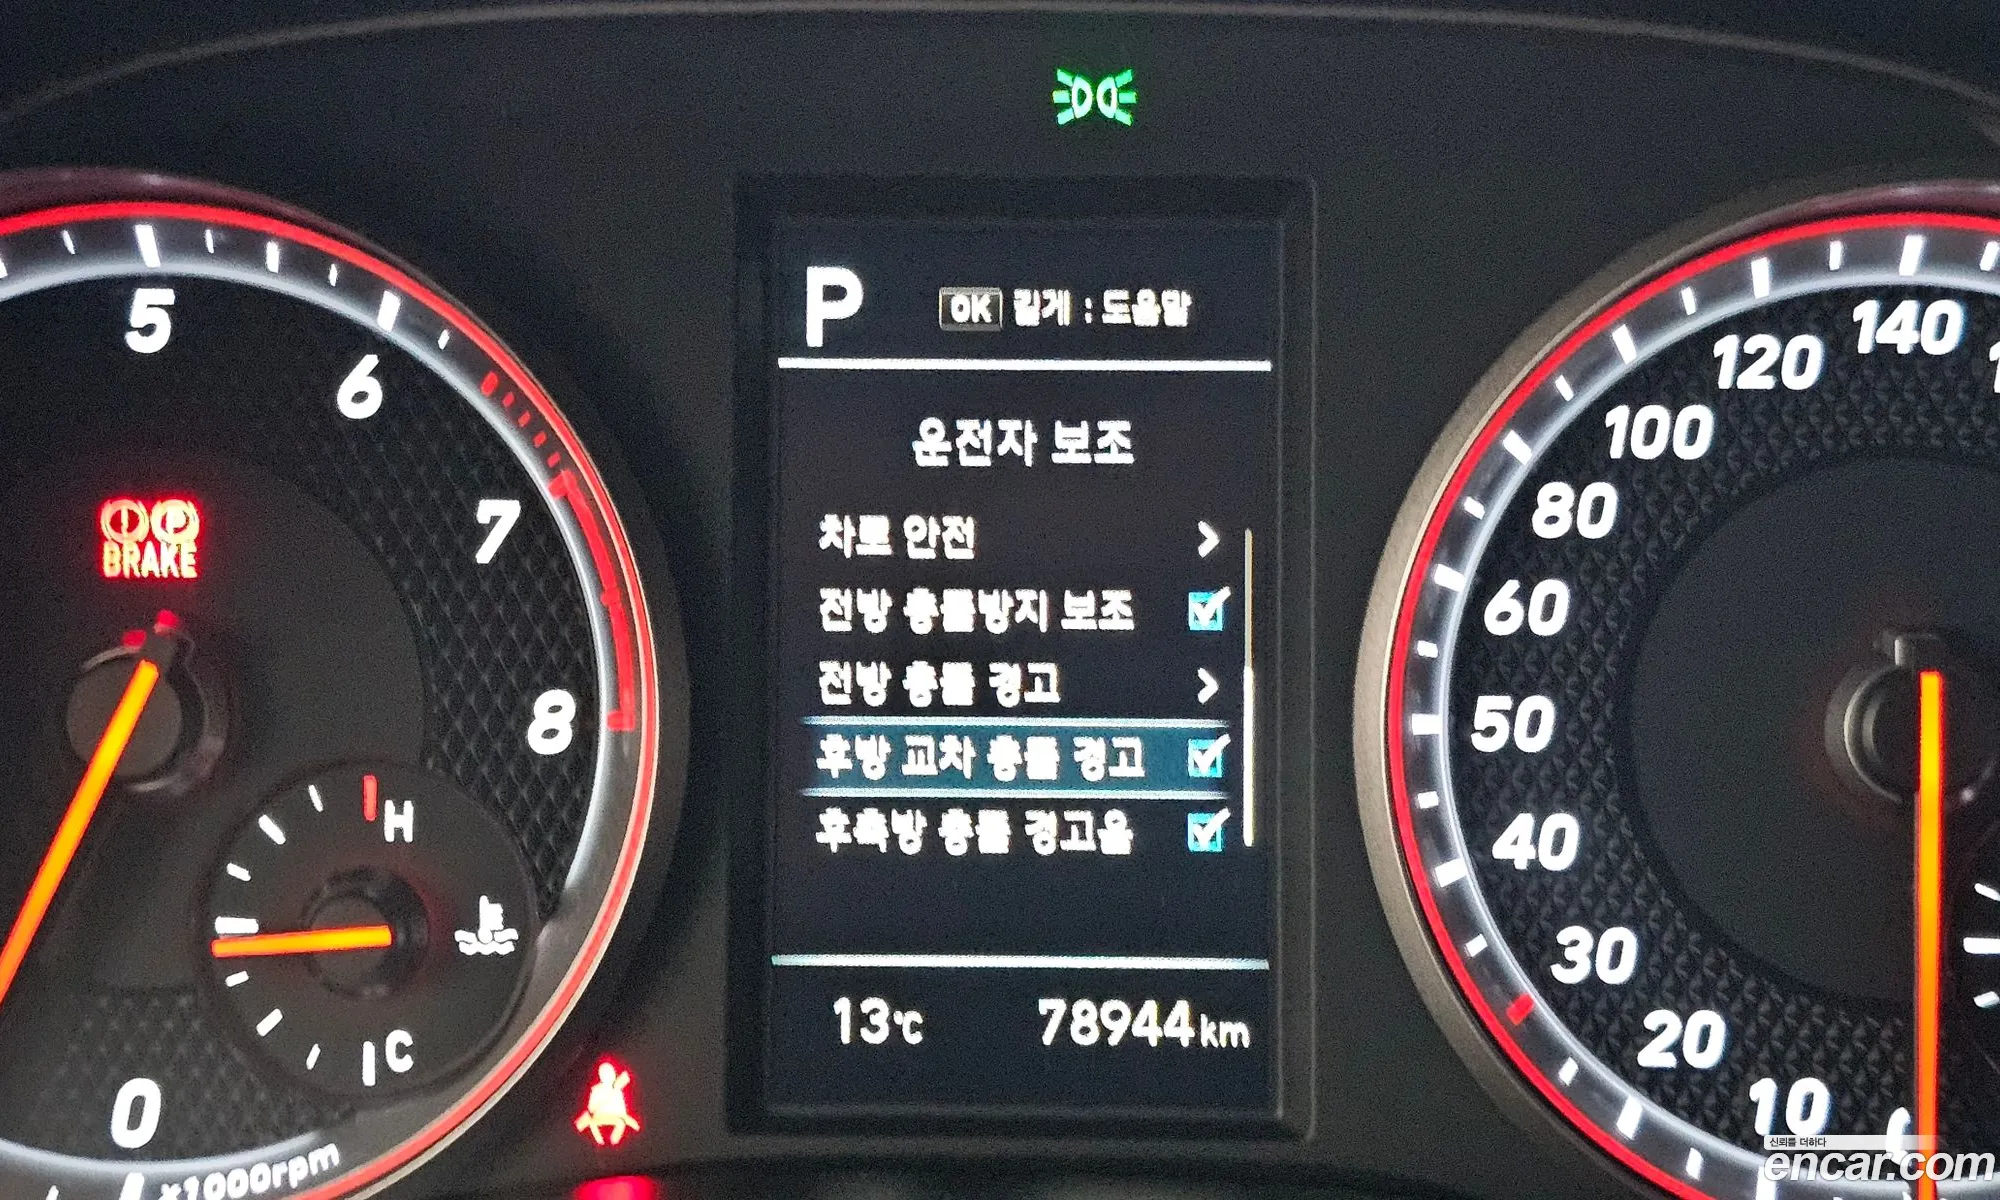 P
OK 길게 : 도움말
운전자 보조
차로 안전
전방 충돌방지 보조
전방 충돌 경고
후방 교차 충돌 경고
후측방 충돌 경고음
13℃ 78944km
5
6
7
8
0
x1000rpm
BRAKE
H
C
140
120
100
80
60
50
40
30
20
10
신뢰를 더하다
encar.com